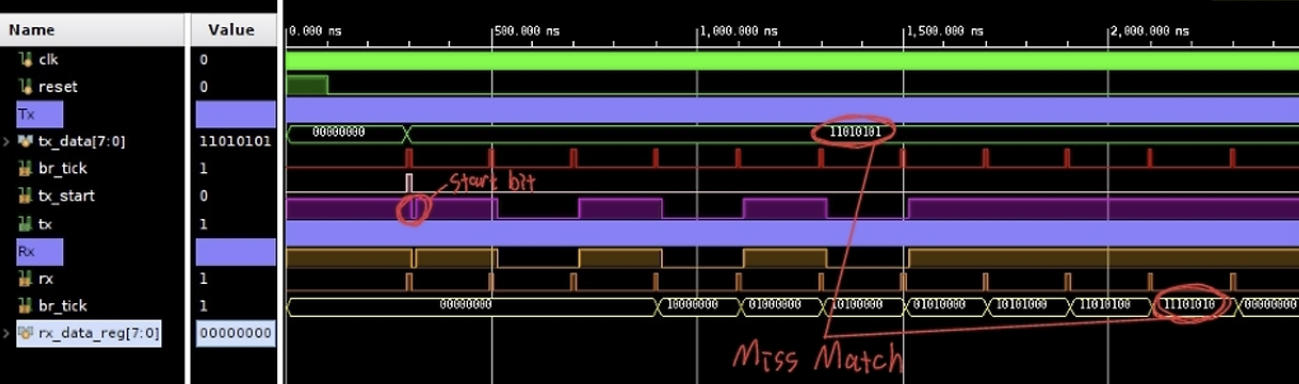 Name Value 0.000 ns 500.000 ns 1,000.000 ns 1,500.000 ns 2,000.000 ns
clk 0
reset 0
Tx
tx_data[7:0] 11010101 00000000 11010101
br_tick 1
tx_start 0 start bit
tx 1
Rx
rx 1
br_tick 1 00000000 10000000 01000000 10100000 01010000 10101000 11010100 11101010 00000000
rx_data_reg[7:0] 00000000
Miss Match